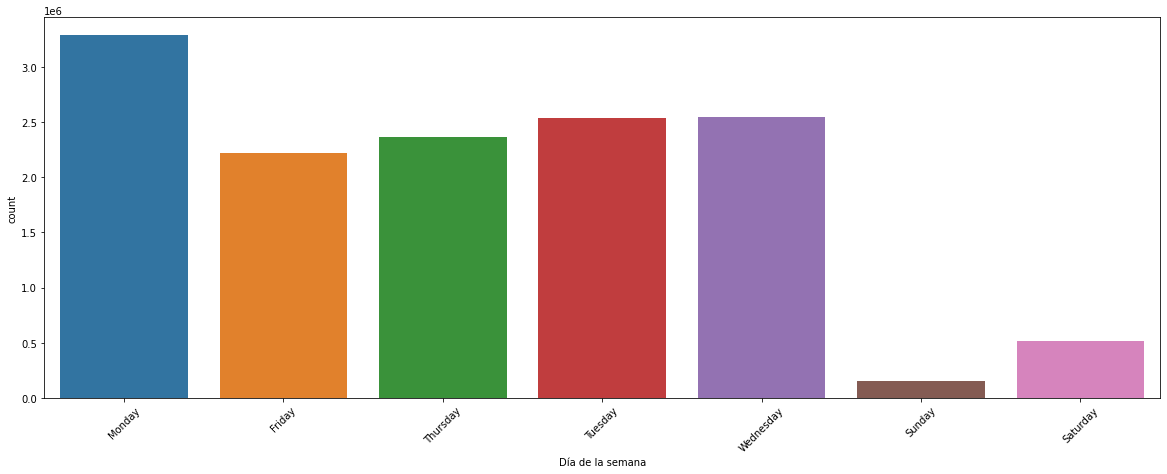 1e6
3.0
2.5
2.0
1.5
1.0
0.5
0.0
count
Monday
Friday
Thursday
Tuesday
Wednesday
Sunday
Saturday
Día de la semana